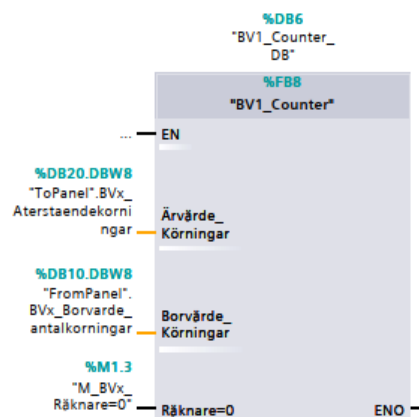 %DB6
"BV1_Counter_
DB"
%FB8
"BV1_Counter"
... EN
%DB20.DBW8
"ToPanel".BVx_
Aterstaendekorni
ngar
Ärvärde_
Körningar
%DB10.DBW8
"FromPanel".
BVx_Borvarde_
antalkorningar
Borvärde_
Körningar
%M1.3
"M_BVx_
Räknare=0"
Räknare=0 ENO